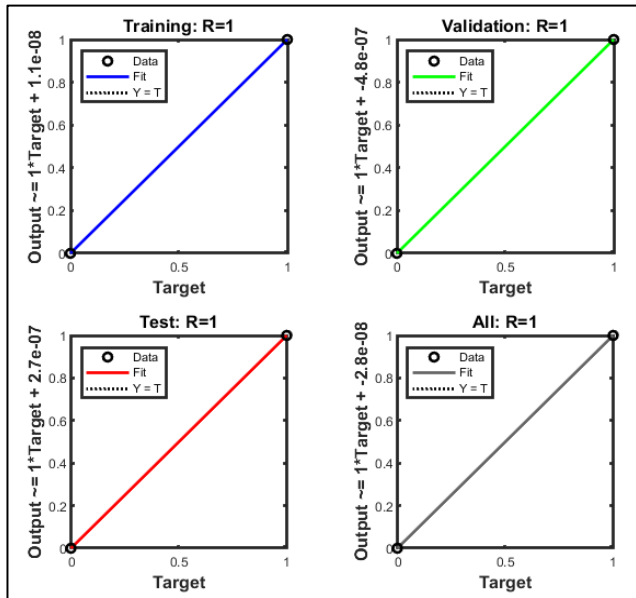 Training: R=1
Output ~= 1*Target + 1.1e-08
1
0.8
0.6
0.4
0.2
0
Data
Fit
Y = T
0
0.5
1
Target
Validation: R=1
Output ~= 1*Target + -4.8e-07
1
0.8
0.6
0.4
0.2
0
Data
Fit
Y = T
0
0.5
1
Target
Test: R=1
Output ~= 1*Target + 2.7e-07
1
0.8
0.6
0.4
0.2
0
Data
Fit
Y = T
0
0.5
1
Target
All: R=1
Output ~= 1*Target + -2.8e-08
1
0.8
0.6
0.4
0.2
0
Data
Fit
Y = T
0
0.5
1
Target